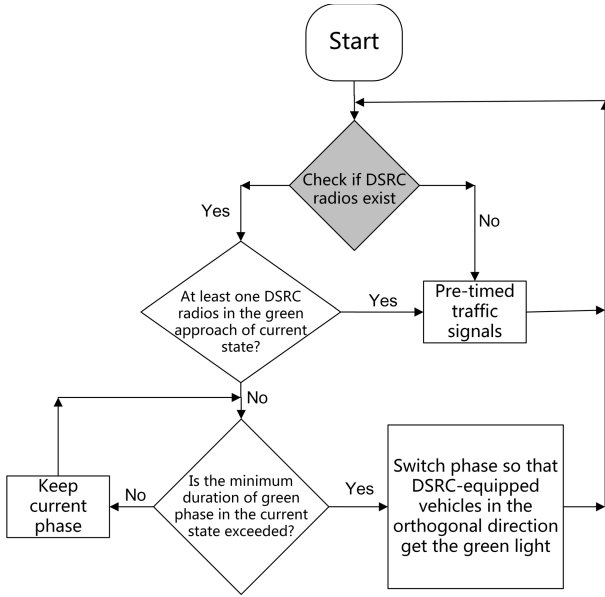 Start
Check if DSRC
radios exist
Yes
No
At least one DSRC
radios in the green
approach of current
state?
Yes
Pre-timed
traffic
signals
No
Is the minimum
duration of green
phase in the current
state exceeded?
No
Keep
current
phase
Yes
Switch phase so that
DSRC-equipped
vehicles in the
orthogonal direction
get the green light